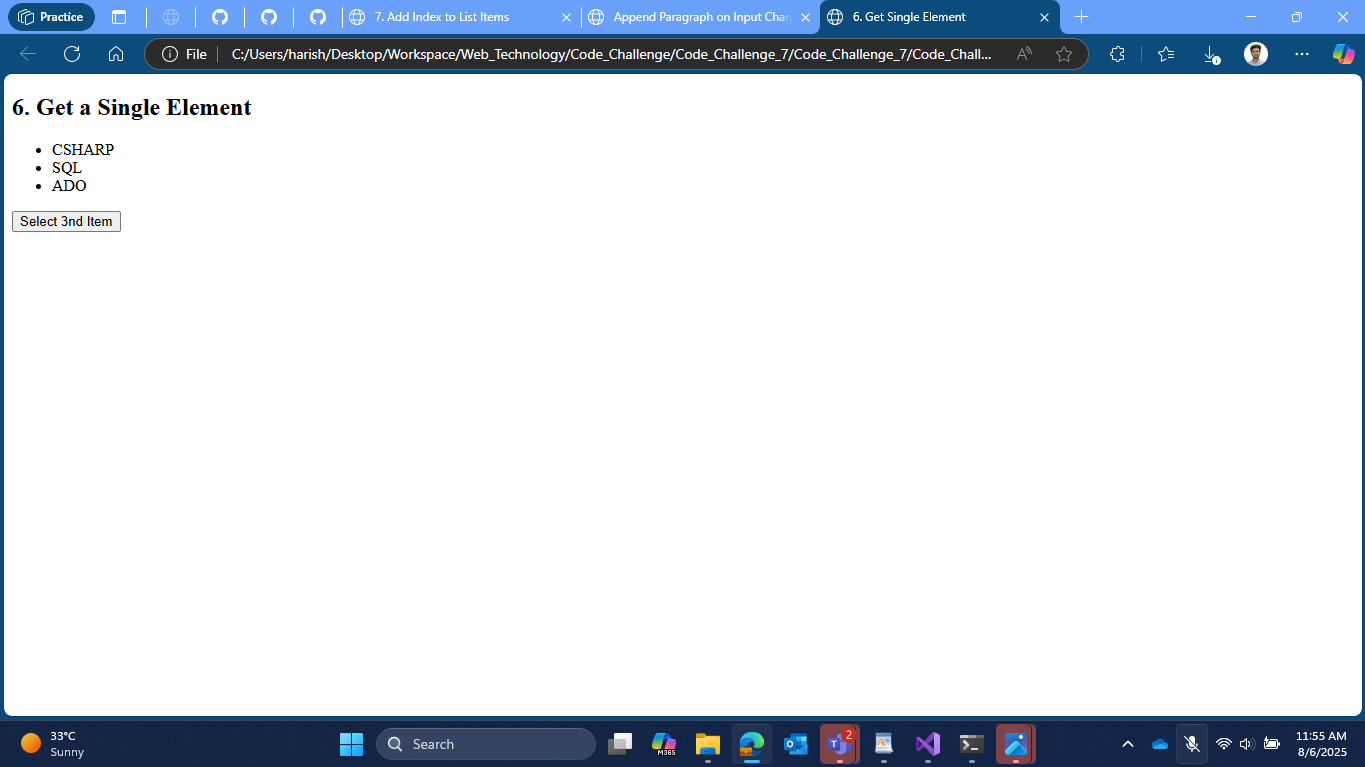 Practice
7. Add Index to List Items
Append Paragraph on Input Chan
6. Get Single Element
File
C:/Users/harish/Desktop/Workspace/Web_Technology/Code_Challenge/Code_Challenge_7/Code_Challenge_7/Code_Chall...
6. Get a Single Element
• CSHARP
• SQL
• ADO
Select 3nd Item
33°C
Sunny
Search
M365
2
11:55 AM
8/6/2025